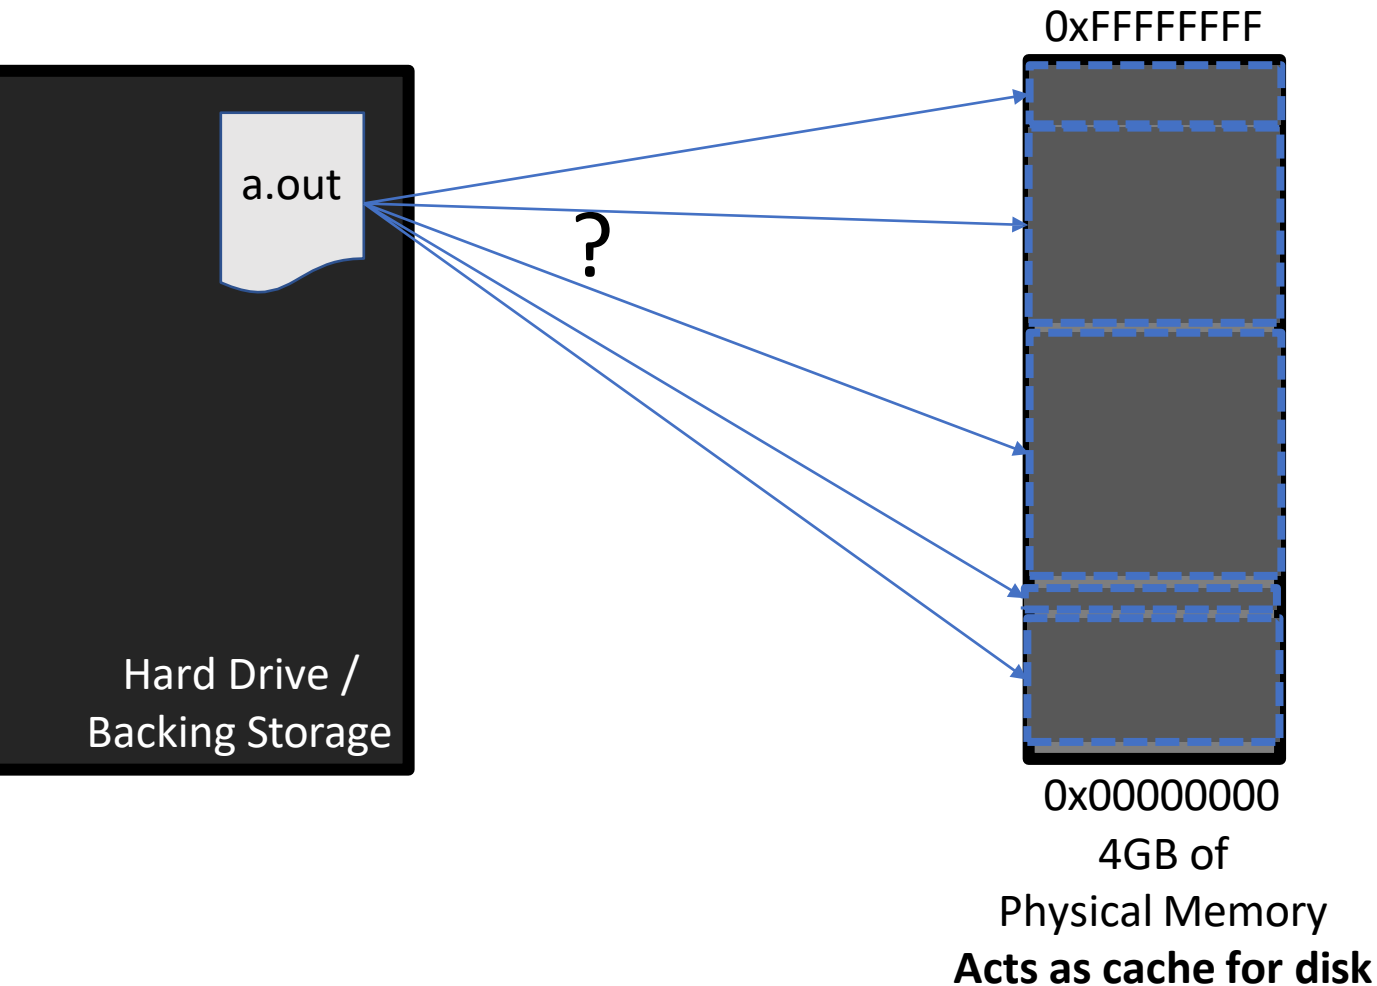 0xFFFFFFFF
a.out
?
Hard Drive /
Backing Storage
0x00000000
4GB of
Physical Memory
Acts as cache for disk